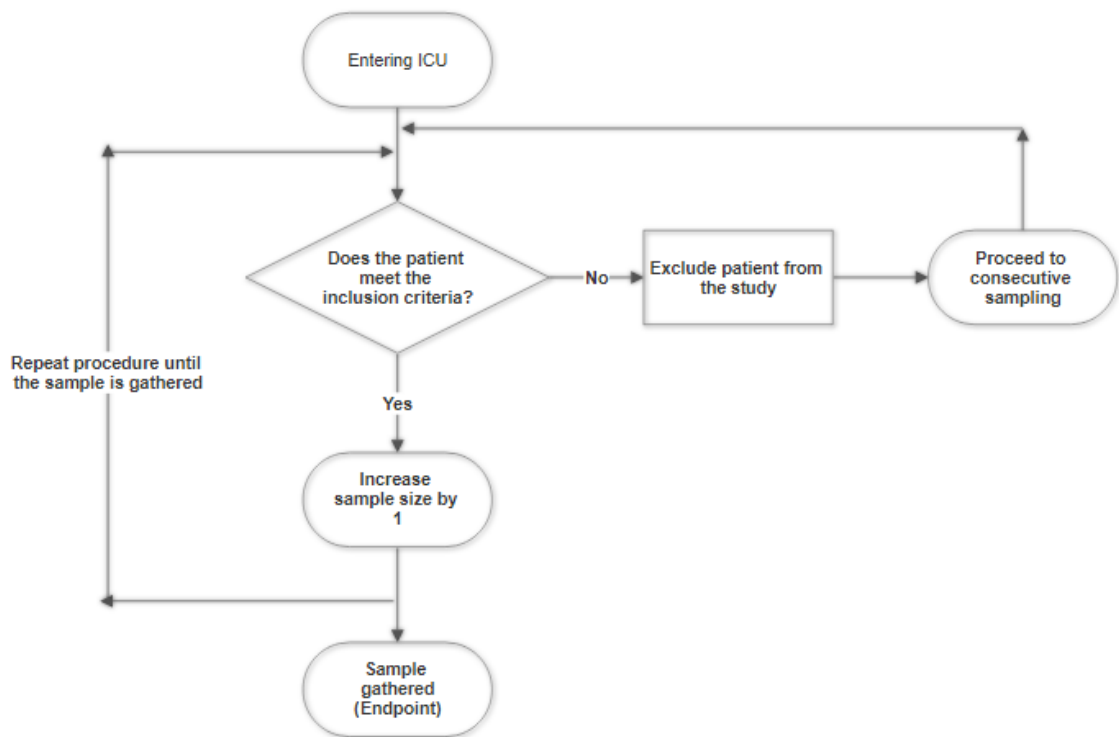 Entering ICU
Does the patient
meet the
inclusion criteria?
No
Exclude patient from
the study
Proceed to
consecutive
sampling
Repeat procedure until
the sample is gathered
Yes
Increase
sample size by
1
Sample
gathered
(Endpoint)